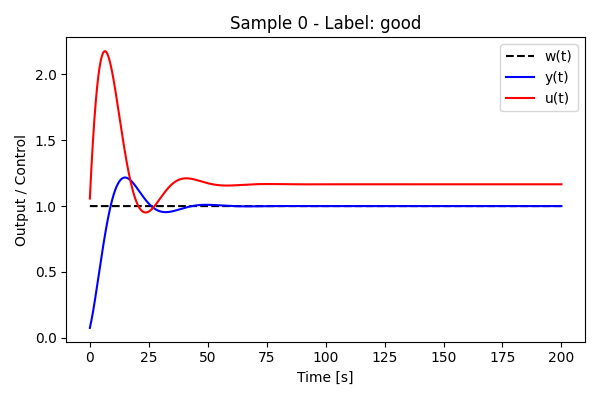 Sample 0 - Label: good
w(t)
y(t)
u(t)
Output / Control
2.0
1.5
1.0
0.5
0.0
0 25 50 75 100 125 150 175 200
Time [s]